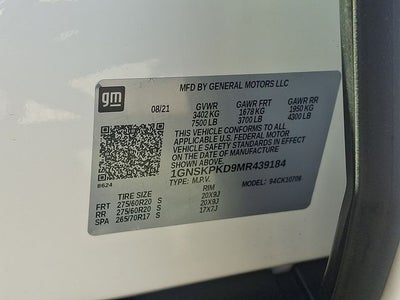 gm
MFD BY GENERAL MOTORS LLC
08/21 GVWR GAWR FRT GAWR RR
3402 KG 1678 KG 1950 KG
7500 LB 3700 LB 4300 LB
THIS VEHICLE CONFORMS TO ALL
APPLICABLE U.S. FEDERAL MOTOR
VEHICLE SAFETY STANDARDS IN
EFFECT ON THE DATE OF MANUFACTURE
SHOWN ABOVE.
1GNSKPKD9MR439184
8624 TYPE: M.P.V. MODEL: 94CK10706
TIRE SIZE RIM
FRT 275/60R20 S 20X9J
RR 275/60R20 S 20X9J
SPA 265/70R17 S 17X7J